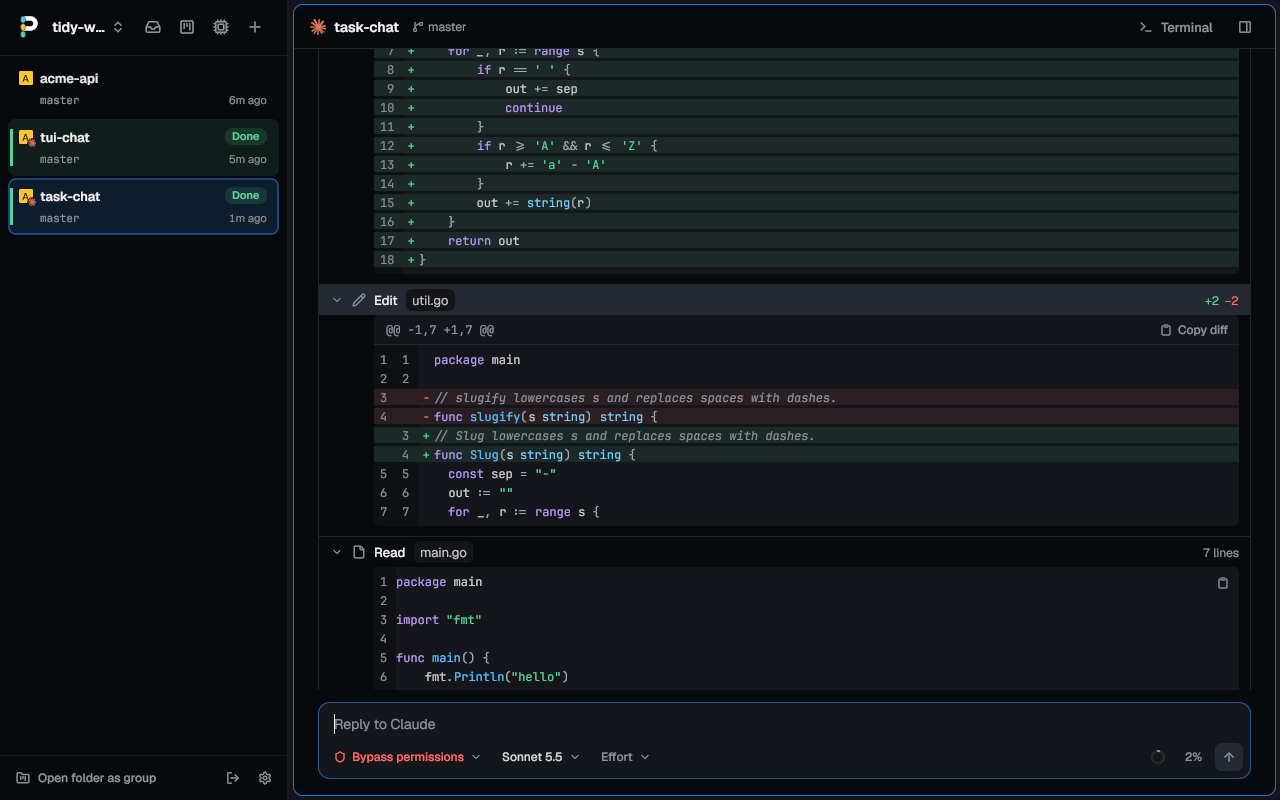 tidy-w...
acme-api
master
6m ago
tui-chat
Done
master
5m ago
task-chat
Done
master
1m ago
Open folder as group
task-chat
master
Terminal
7 + for _, r := range s {
8 + if r == ' ' {
9 + out += sep
10 + continue
11 + }
12 + if r >= 'A' && r <= 'Z' {
13 + r += 'a' - 'A'
14 + }
15 + out += string(r)
16 + }
17 + return out
18 + }
Edit util.go +2 −2
@@ -1,7 +1,7 @@ Copy diff
1 1 package main
2 2
3 - // slugify lowercases s and replaces spaces with dashes.
4 - func slugify(s string) string {
3 + // Slug lowercases s and replaces spaces with dashes.
4 + func Slug(s string) string {
5 5 const sep = "-"
6 6 out := ""
7 7 for _, r := range s {
Read main.go 7 lines
1 package main
2
3 import "fmt"
4
5 func main() {
6 fmt.Println("hello")
Reply to Claude
Bypass permissions Sonnet 5.5 Effort 2%